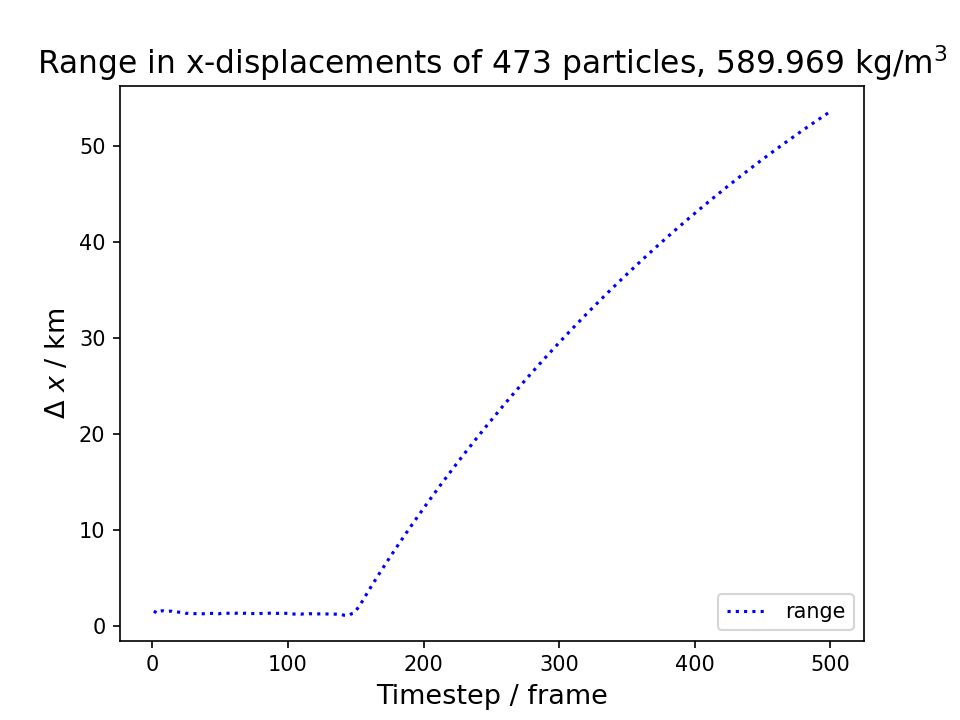 Range in x-displacements of 473 particles, 589.969 kg/m³
Δ x / km
50
40
30
20
10
0
0 100 200 300 400 500
Timestep / frame
range